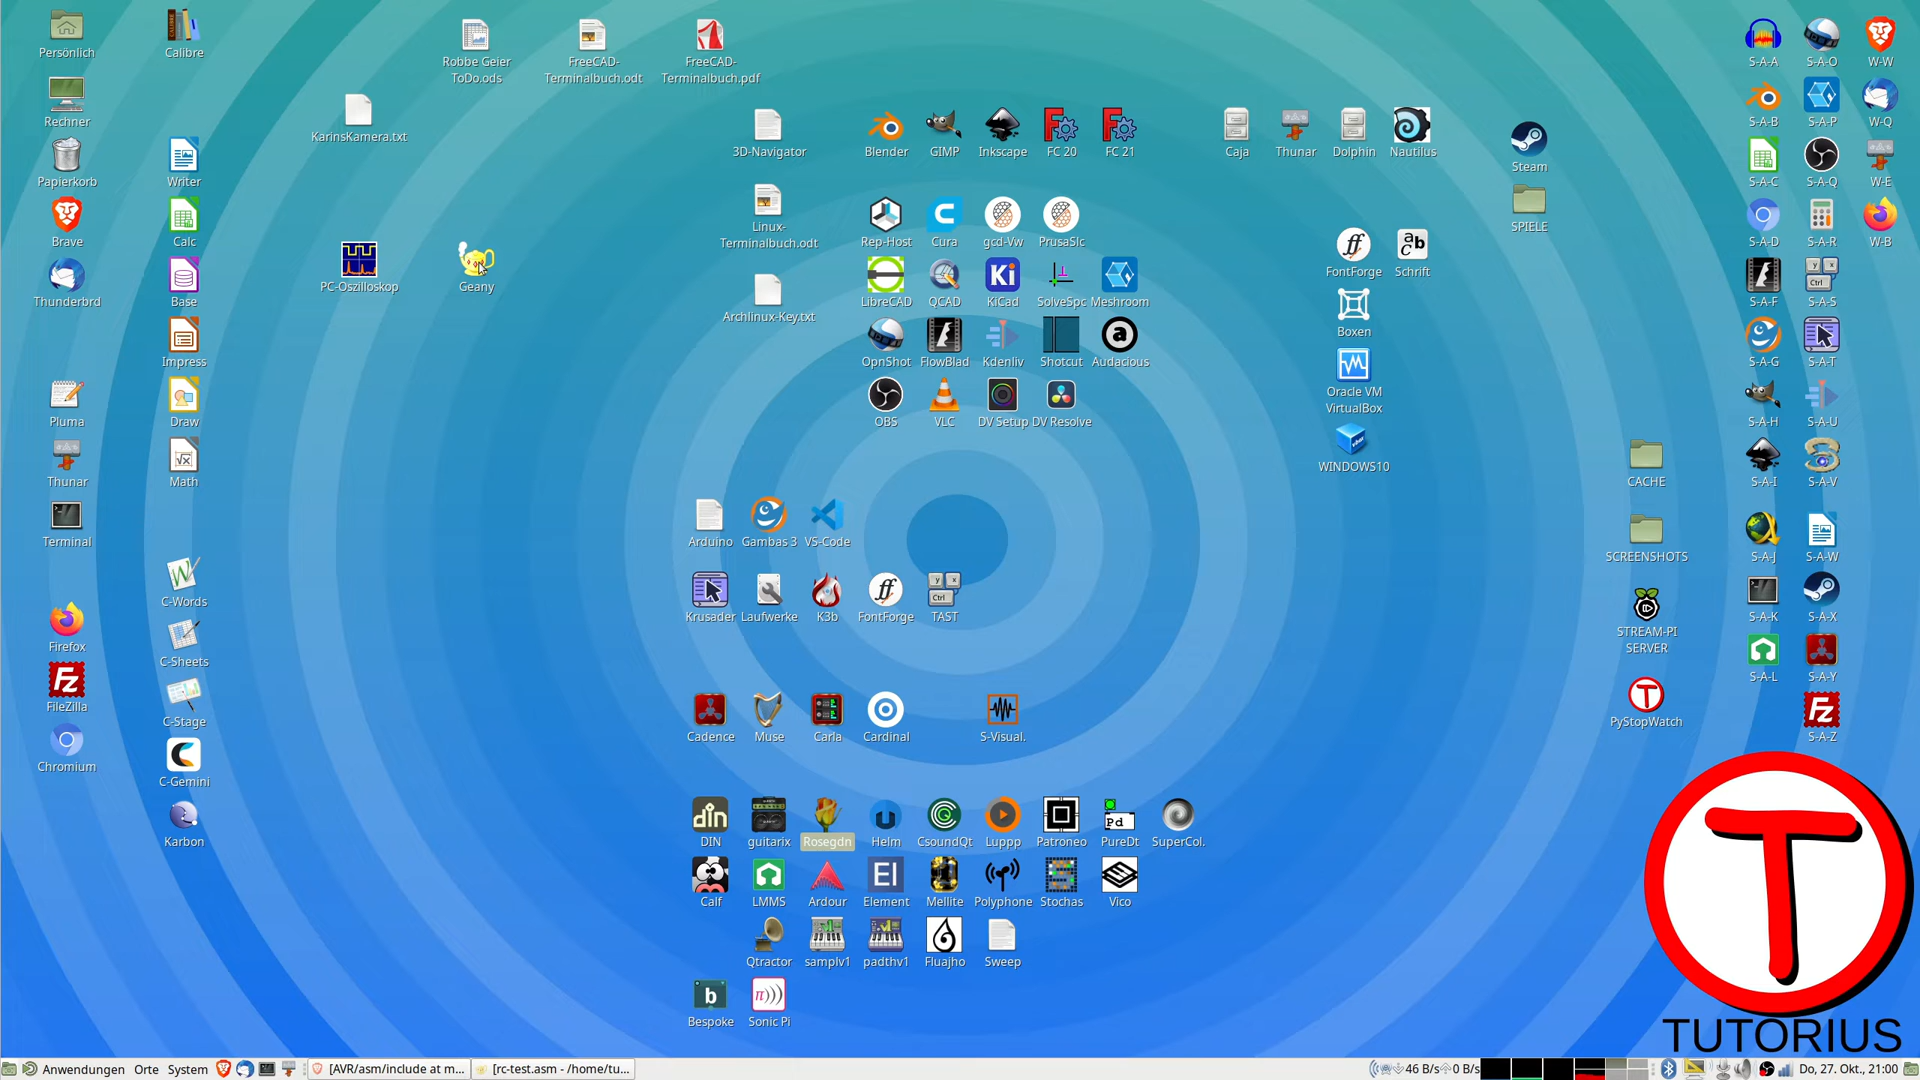 Persönlich
Calibre
Robbe Geier
ToDo.ods
FreeCAD-
Terminalbuch.odt
FreeCAD-
Terminalbuch.pdf
S-A-A
S-A-O
W-W
Rechner
KarinsKamera.txt
3D-Navigator
Blender
GIMP
Inkscape
FC 20
FC 21
Caja
Thunar
Dolphin
Nautilus
Steam
S-A-B
S-A-P
W-Q
Papierkorb
Writer
S-A-C
S-A-Q
W-E
Brave
Calc
Linux-
Terminalbuch.odt
Rep-Host
Cura
gcd-Vw
PrusaSlc
SPIELE
S-A-D
S-A-R
W-B
FontForge
Schrift
Thunderbrd
Base
PC-Oszilloskop
Geany
Archlinux-Key.txt
LibreCAD
QCAD
KiCad
SolveSpc
Meshroom
Boxen
S-A-F
S-A-S
Impress
OpnShot
FlowBlad
Kdenliv
Shotcut
Audacious
Oracle VM
VirtualBox
S-A-G
S-A-T
Pluma
Draw
OBS
VLC
DV Setup
DV Resolve
WINDOWS10
S-A-H
S-A-U
Thunar
Math
CACHE
S-A-I
S-A-V
Terminal
Arduino
Gambas 3
VS-Code
SCREENSHOTS
S-A-J
S-A-W
C-Words
Krusader
Laufwerke
K3b
FontForge
TAST
STREAM-PI
SERVER
S-A-K
S-A-X
Firefox
C-Sheets
S-A-L
S-A-Y
FileZilla
C-Stage
Cadence
Muse
Carla
Cardinal
S-Visual.
PyStopWatch
S-A-Z
Chromium
C-Gemini
Karbon
DIN
guitarix
Rosegdn
Helm
CsoundQt
Luppp
Patroneo
PureDt
SuperCol.
Calf
LMMS
Ardour
Element
Mellite
Polyphone
Stochas
Vico
Qtractor
samplv1
padthv1
Fluajho
Sweep
Bespoke
Sonic Pi
T
TUTORIUS
Anwendungen Orte System
[AVR/asm/include at m...
[rc-test.asm - /home/tu...
46 B/s 0 B/s
Do, 27. Okt., 21:00